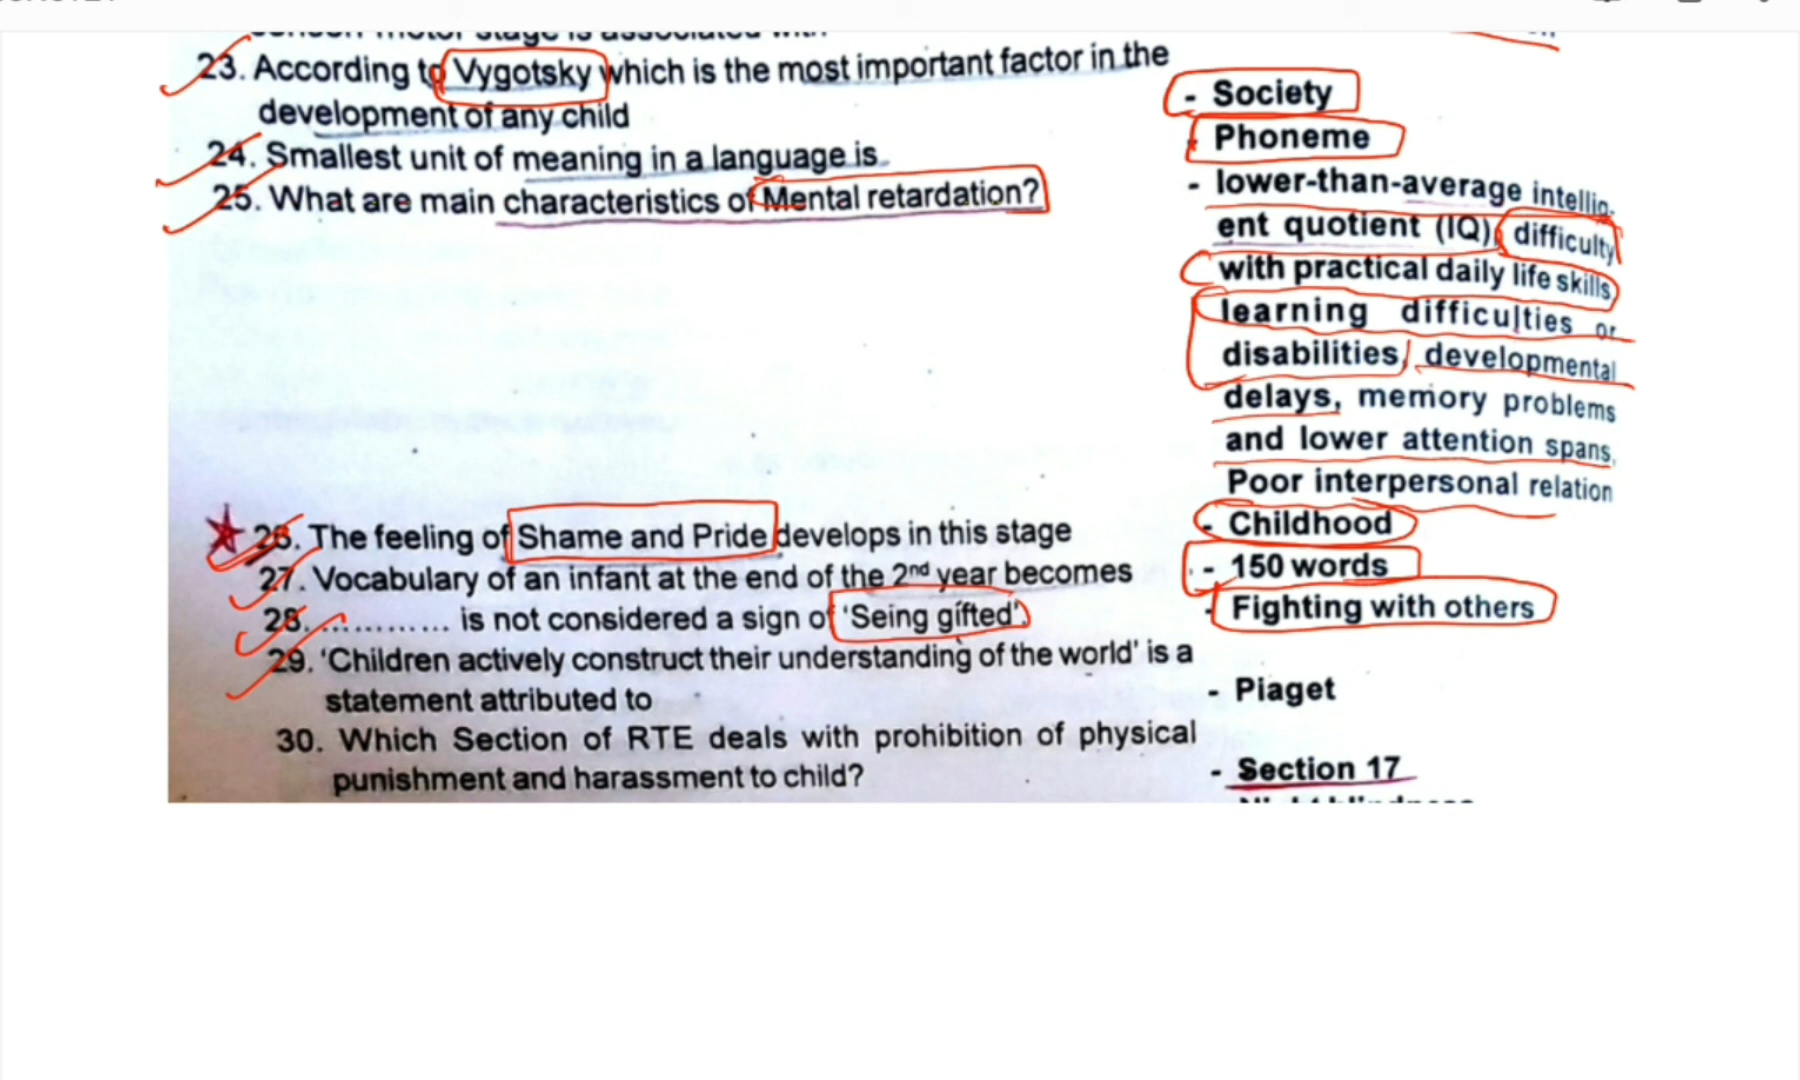 23. According to Vygotsky which is the most important factor in the
development of any child
- Society
24. Smallest unit of meaning in a language is
- Phoneme
25. What are main characteristics of Mental retardation?
- lower-than-average intellig-
ent quotient (IQ), difficulty
with practical daily life skills,
learning difficulties or
disabilities, developmental
delays, memory problems
and lower attention spans.
Poor interpersonal relation
26. The feeling of Shame and Pride develops in this stage
- Childhood
27. Vocabulary of an infant at the end of the 2nd year becomes
- 150 words
28. ............. is not considered a sign of 'Seing gifted'
- Fighting with others
29. 'Children actively construct their understanding of the world' is a
statement attributed to
- Piaget
30. Which Section of RTE deals with prohibition of physical
punishment and harassment to child?
- Section 17